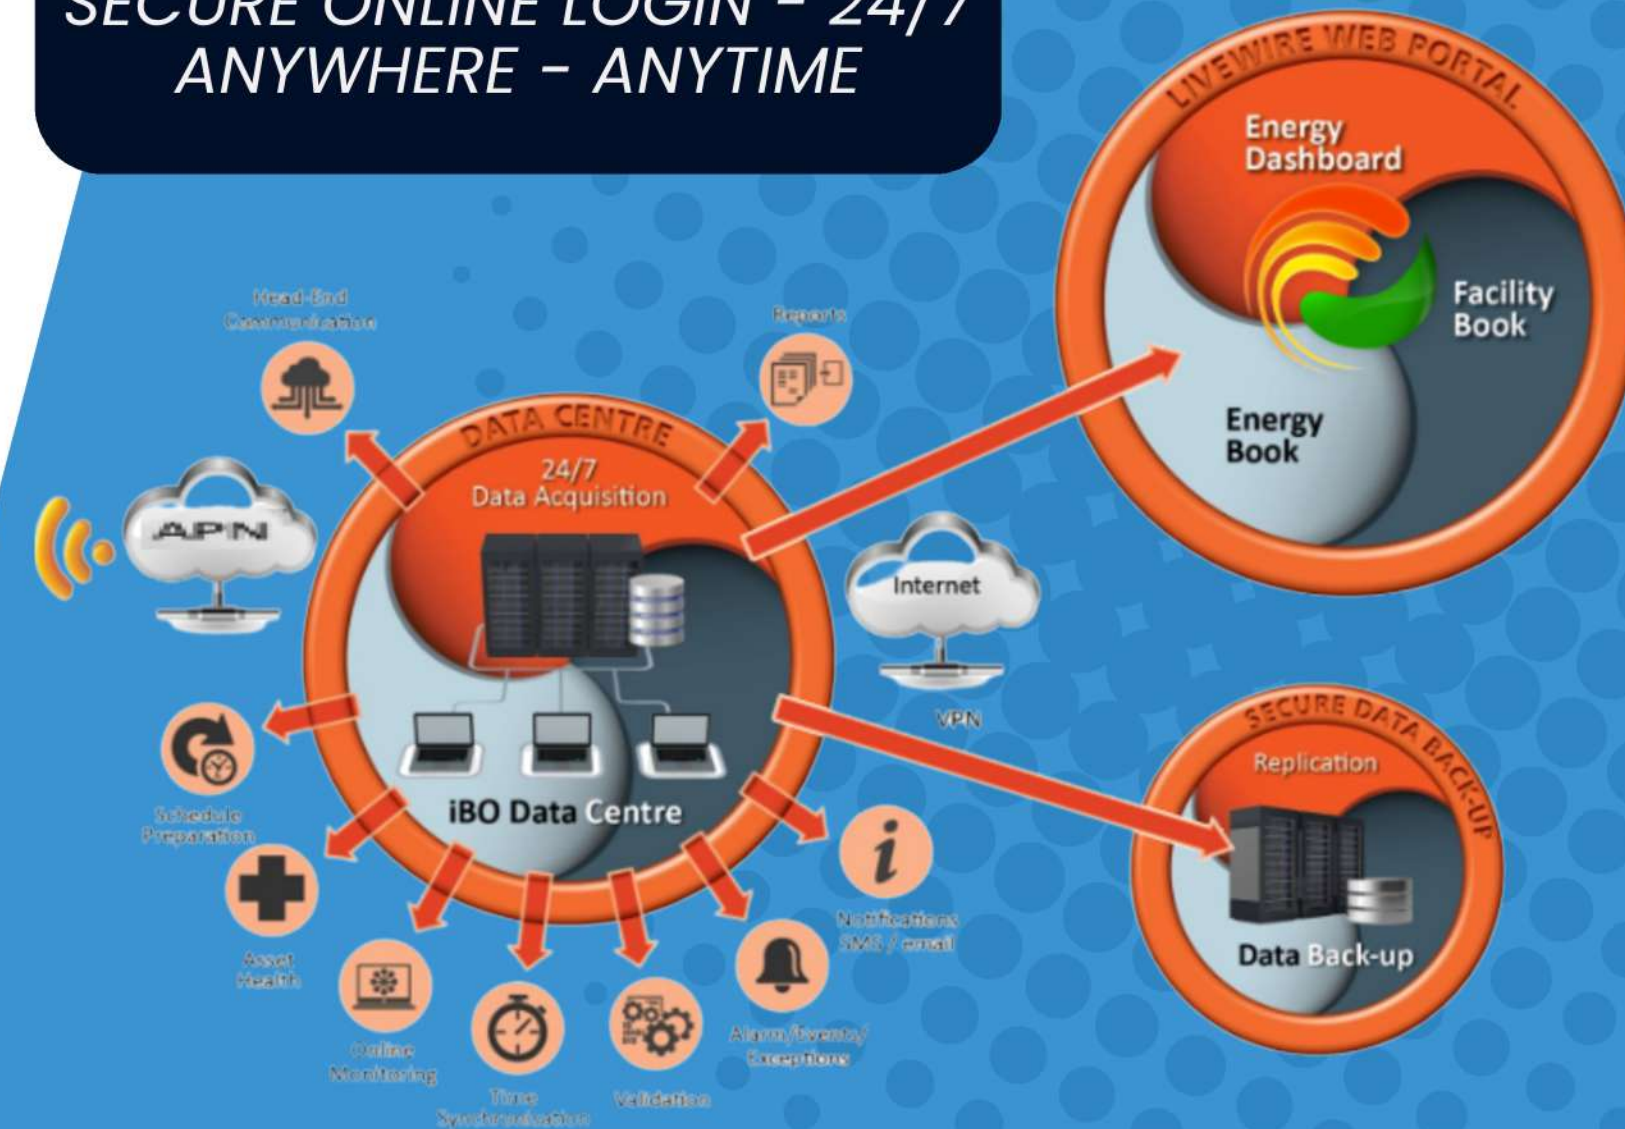 SECURE ONLINE LOGIN - 24/7
ANYWHERE - ANYTIME
LIVEWIRE WEB PORTAL
Energy
Dashboard
Facility
Book
Energy
Book
Head-End
Communication
Reports
DATA CENTRE
24/7
Data Acquisition
APN
Internet
VPN
iBO Data Centre
SECURE DATA BACK-UP
Replication
Data Back-up
Schedule
Preparation
Asset
Health
Online
Monitoring
Time
Synchronisation
Validation
Alarm/Events/
Exceptions
Notifications
SMS / email